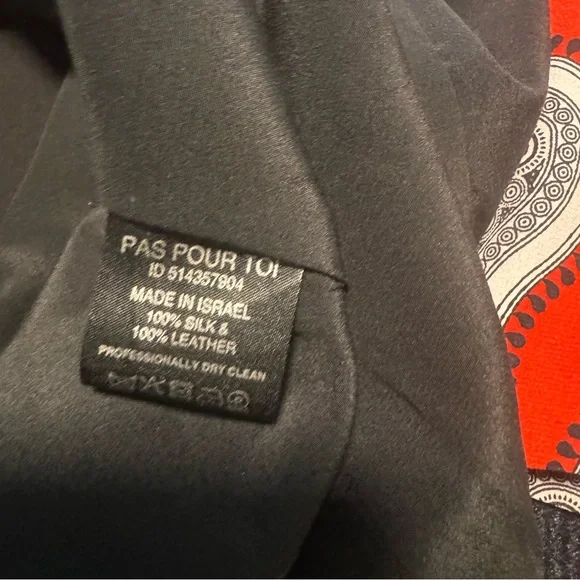 PAS POUR TOI
ID 514357904
MADE IN ISRAEL
100% SILK &
100% LEATHER
PROFESSIONALLY DRY CLEAN